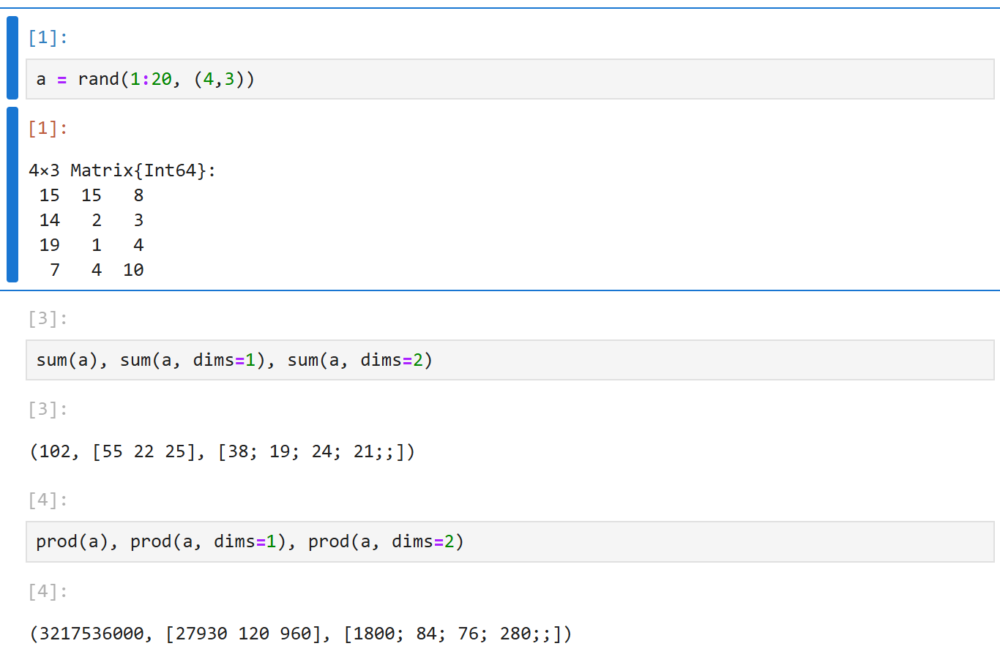 [1]:
a = rand(1:20, (4,3))
[1]:
4×3 Matrix{Int64}:
 15  15   8
 14   2   3
 19   1   4
  7   4  10
[3]:
sum(a), sum(a, dims=1), sum(a, dims=2)
[3]:
(102, [55 22 25], [38; 19; 24; 21;;])
[4]:
prod(a), prod(a, dims=1), prod(a, dims=2)
[4]:
(3217536000, [27930 120 960], [1800; 84; 76; 280;;])